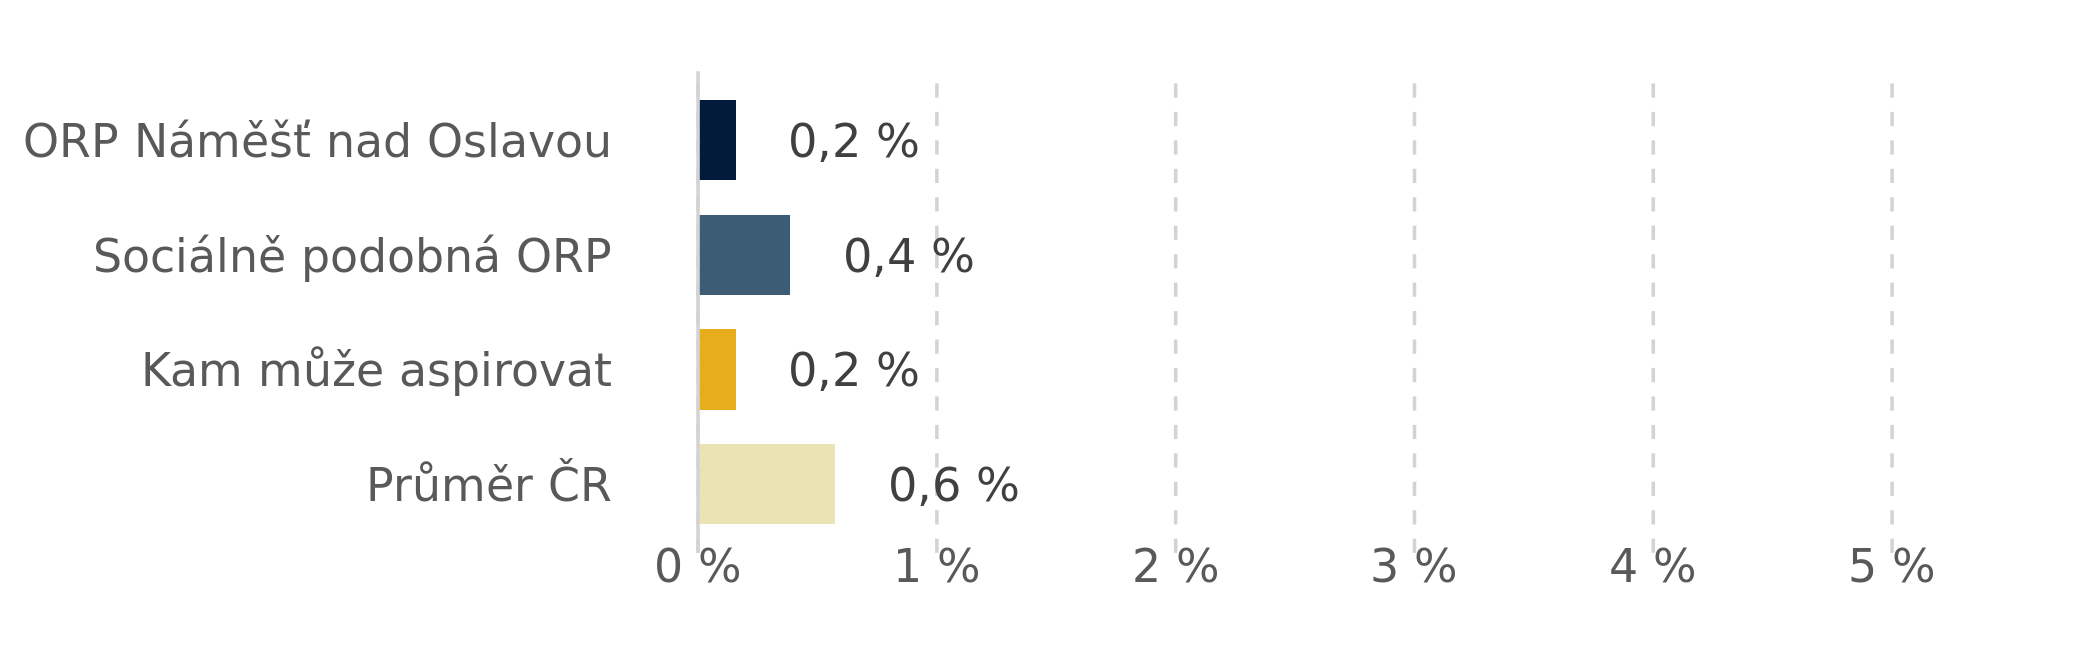 ORP Náměšť nad Oslavou 0,2 %
Sociálně podobná ORP 0,4 %
Kam může aspirovat 0,2 %
Průměr ČR 0,6 %
0 % 1 % 2 % 3 % 4 % 5 %